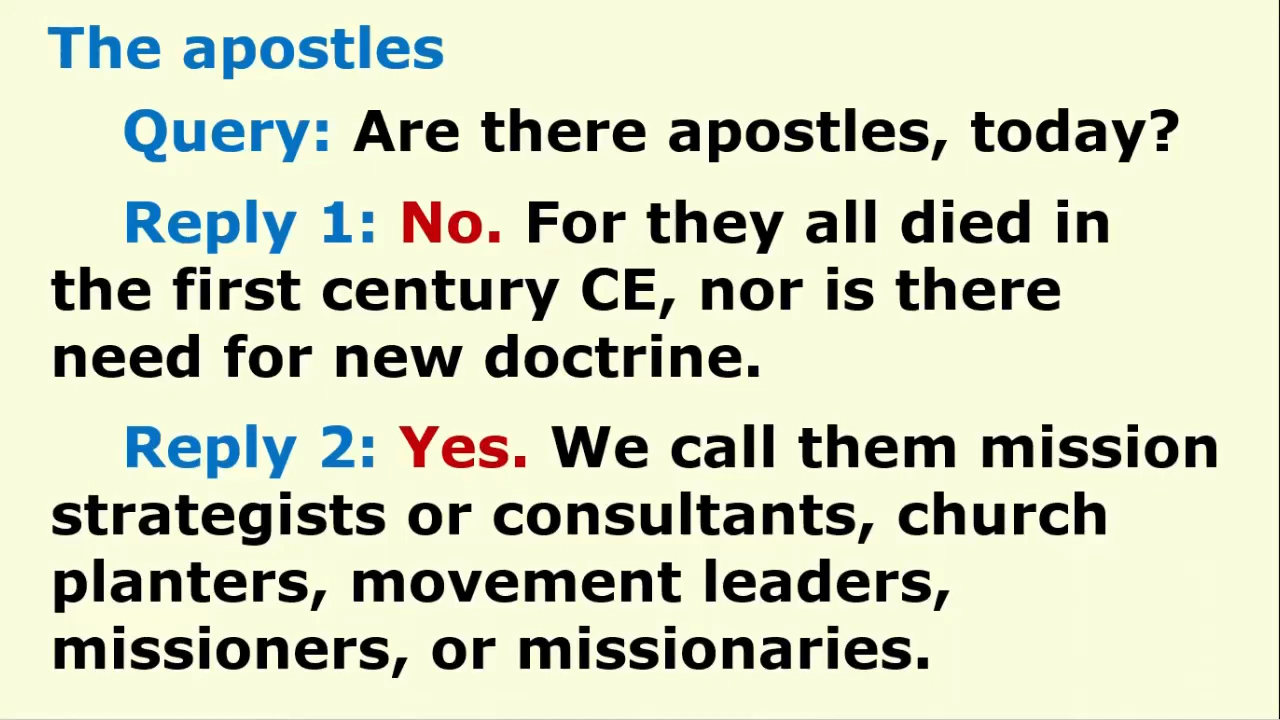 The apostles
Query: Are there apostles, today?
Reply 1: No. For they all died in
the first century CE, nor is there
need for new doctrine.
Reply 2: Yes. We call them mission
strategists or consultants, church
planters, movement leaders,
missioners, or missionaries.